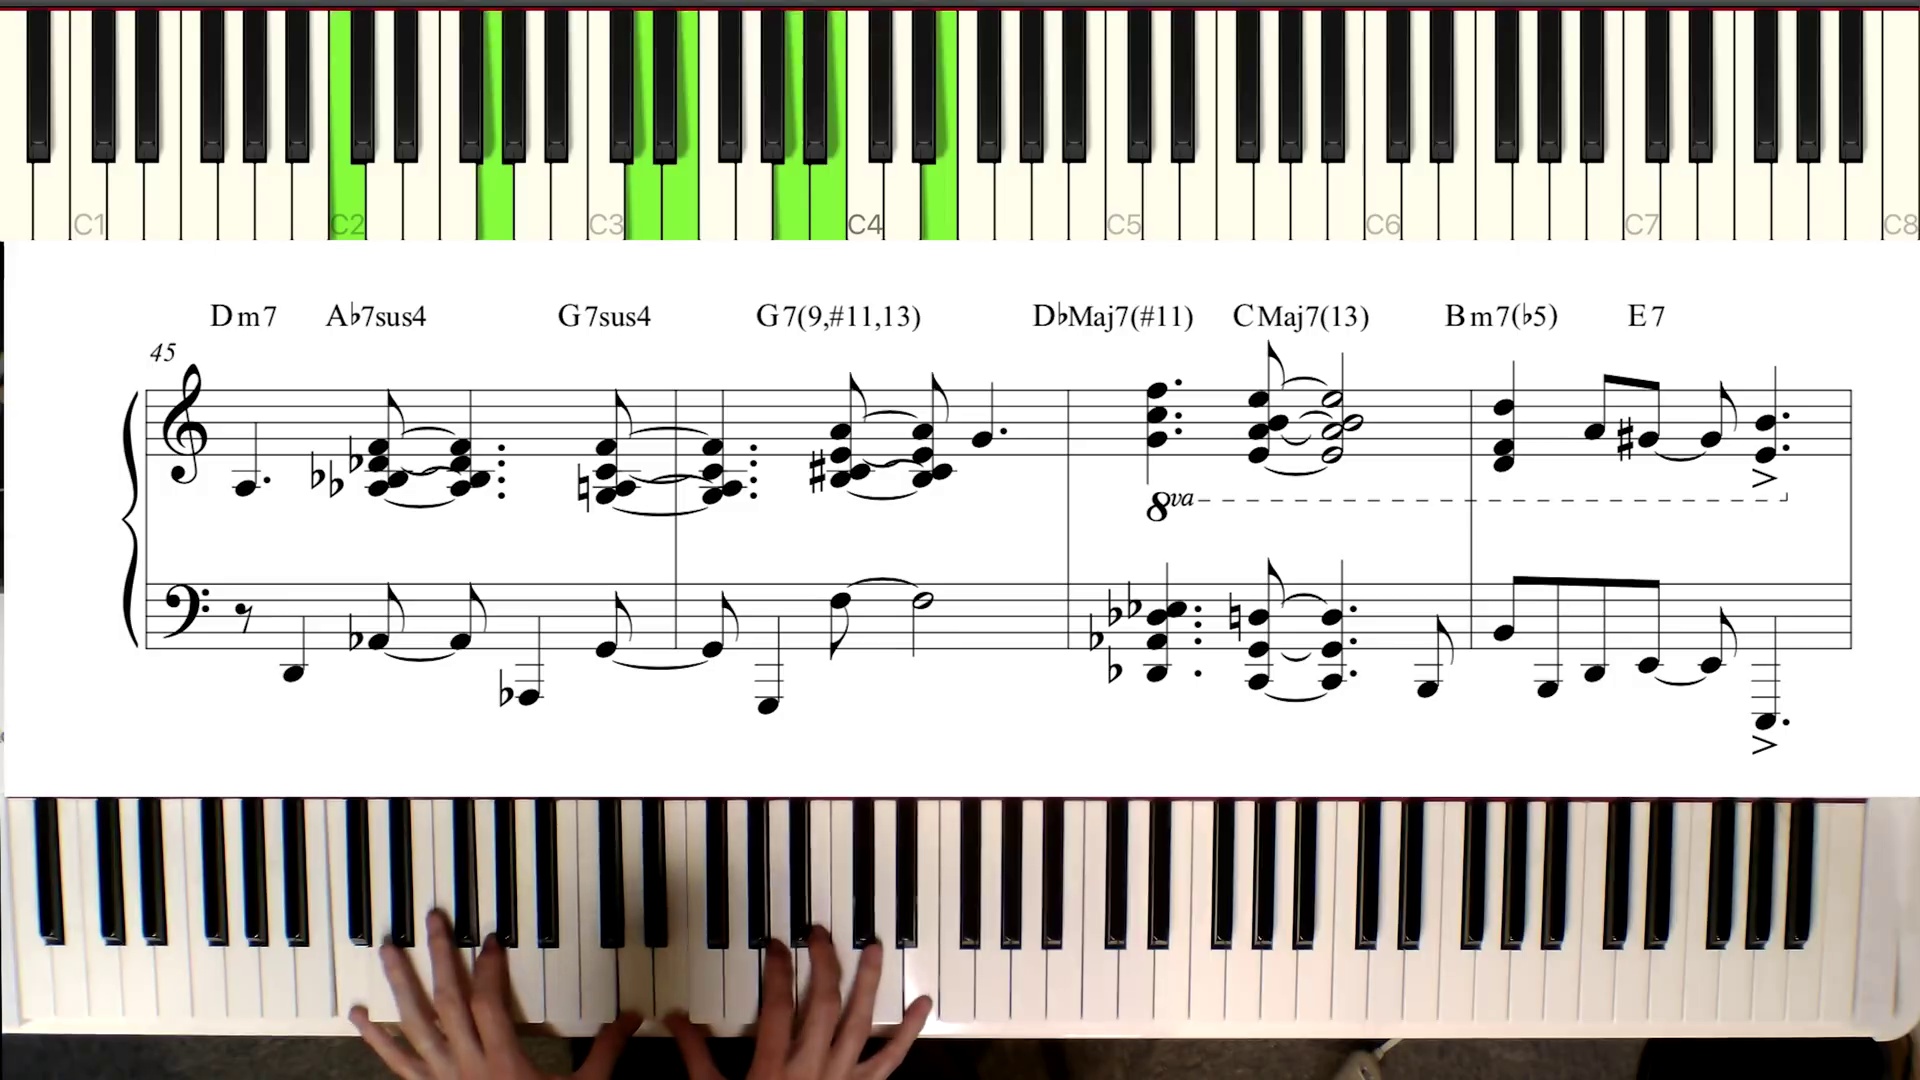 C1 C2 C3 C4 C5 C6 C7 C8
Dm7 A♭7sus4 G7sus4 G7(9,#11,13) D♭Maj7(#11) CMaj7(13) Bm7(♭5) E7
45
8va